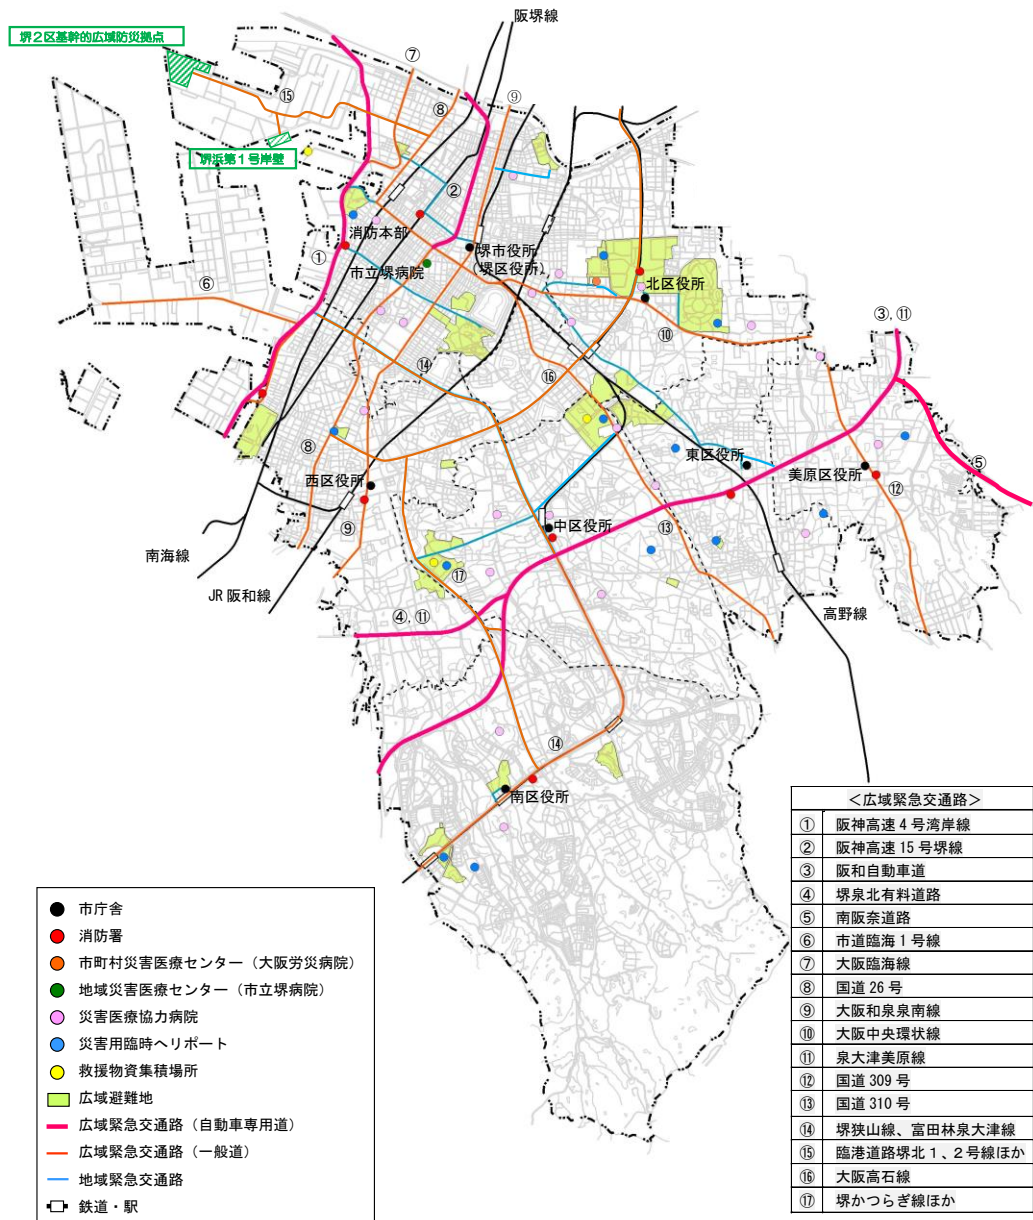 阪堺線
堺２区基幹的広域防災拠点
⑦
⑮
⑧
⑨
堺浜第１号岸壁
②
消防本部
①
堺市役所
(堺区役所)
市立堺病院
⑥
北区役所
③,⑪
⑩
⑭
⑯
⑧
東区役所
美原区役所
⑤
西区役所
⑫
⑨
⑬
中区役所
南海線
⑰
JR 阪和線
④,⑪
高野線
⑭
南区役所
市庁舎
消防署
市町村災害医療センター（大阪労災病院）
地域災害医療センター（市立堺病院）
災害医療協力病院
災害用臨時ヘリポート
救援物資集積場所
広域避難地
広域緊急交通路（自動車専用道）
広域緊急交通路（一般道）
地域緊急交通路
鉄道・駅
＜広域緊急交通路＞
① 阪神高速４号湾岸線
② 阪神高速 15 号堺線
③ 阪和自動車道
④ 堺泉北有料道路
⑤ 南阪奈道路
⑥ 市道臨海１号線
⑦ 大阪臨海線
⑧ 国道 26 号
⑨ 大阪和泉泉南線
⑩ 大阪中央環状線
⑪ 泉大津美原線
⑫ 国道 309 号
⑬ 国道 310 号
⑭ 堺狭山線、富田林泉大津線
⑮ 臨港道路堺北１、２号線ほか
⑯ 大阪高石線
⑰ 堺かつらぎ線ほか